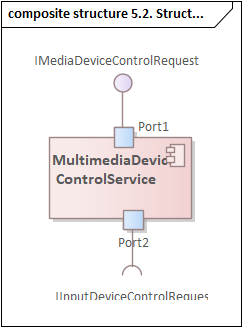 composite structure 5.2. Struct...
IMediaDeviceControlRequest
Port1
MultimediaDevic
ControlService
Port2
IInputDeviceControlReques